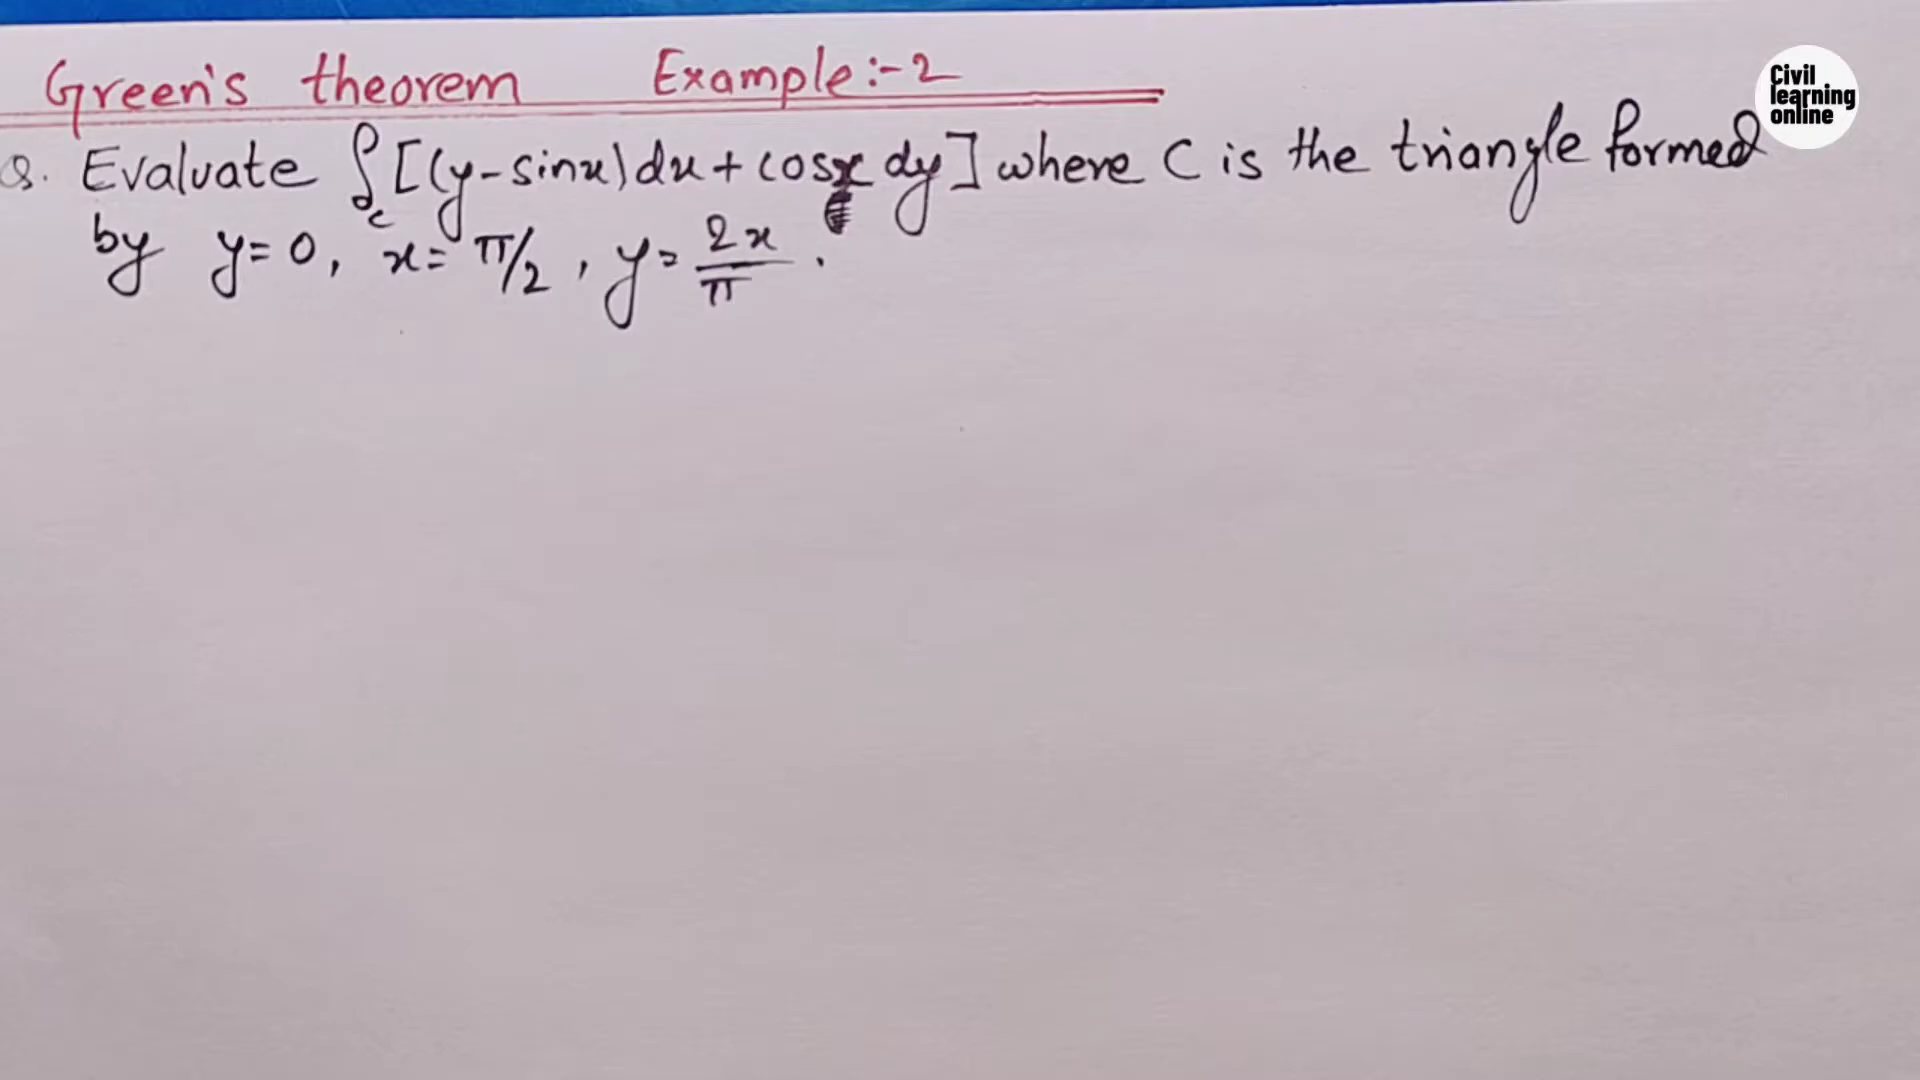 Green's theorem Example:-2
Civil
learning
online
Q. Evaluate ∫c [(y-sinx)dx+cosx dy] where C is the triangle formed
by y=0, x=π/2, y=2x/π.